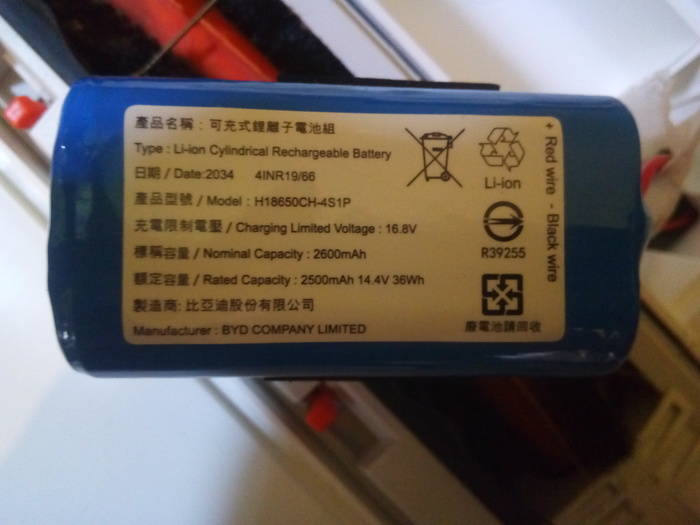 產品名稱：可充式鋰離子電池組
Type : Li-ion Cylindrical Rechargeable Battery
日期 / Date:2034 4INR19/66
產品型號 / Model : H18650CH-4S1P
充電限制電壓 / Charging Limited Voltage : 16.8V
標稱容量 / Nominal Capacity : 2600mAh
額定容量 / Rated Capacity : 2500mAh 14.4V 36Wh
製造商: 比亞迪股份有限公司
Manufacturer : BYD COMPANY LIMITED
Li-ion
R39255
廢電池請回收
+ Red wire - Black wire